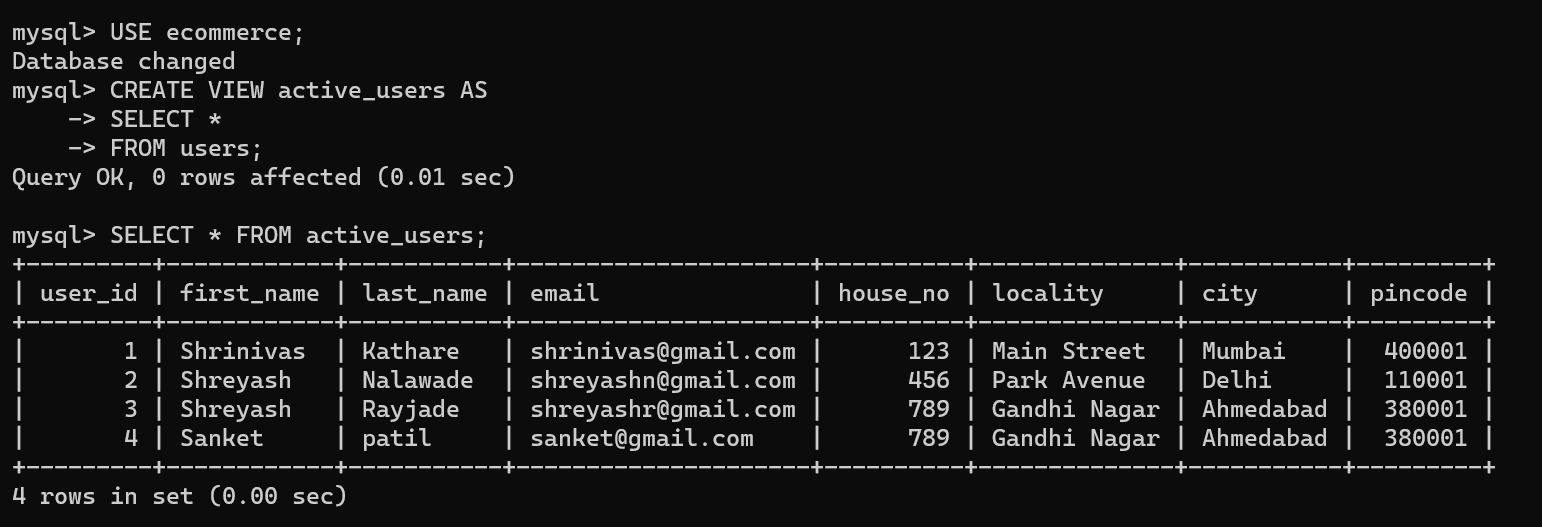 mysql> USE ecommerce;
Database changed
mysql> CREATE VIEW active_users AS
    -> SELECT *
    -> FROM users;
Query OK, 0 rows affected (0.01 sec)

mysql> SELECT * FROM active_users;
+---------+------------+-----------+---------------------+----------+--------------+-----------+---------+
| user_id | first_name | last_name | email               | house_no | locality     | city      | pincode |
+---------+------------+-----------+---------------------+----------+--------------+-----------+---------+
|       1 | Shrinivas  | Kathare   | shrinivas@gmail.com |      123 | Main Street  | Mumbai    |  400001 |
|       2 | Shreyash   | Nalawade  | shreyashn@gmail.com |      456 | Park Avenue  | Delhi     |  110001 |
|       3 | Shreyash   | Rayjade   | shreyashr@gmail.com |      789 | Gandhi Nagar | Ahmedabad |  380001 |
|       4 | Sanket     | patil     | sanket@gmail.com    |      789 | Gandhi Nagar | Ahmedabad |  380001 |
+---------+------------+-----------+---------------------+----------+--------------+-----------+---------+
4 rows in set (0.00 sec)